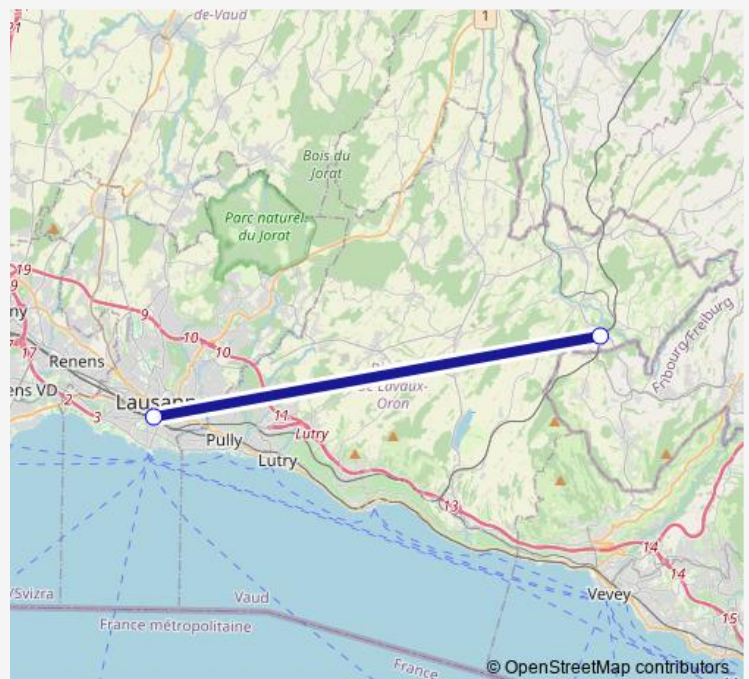 de-Vaud
1
21
Bois du
Jorat
Parc naturel
du Jorat
19
9
9
10
10
17
Renens
ens VD
2
3
Lausann
Pully
Lutry
11
Lutry
de Lavaux-
Oron
Fribourg/Freiburg
13
14
14
15
Vevey
/Svizra
Vaud
France métropolitaine
France
© OpenStreetMap contributors